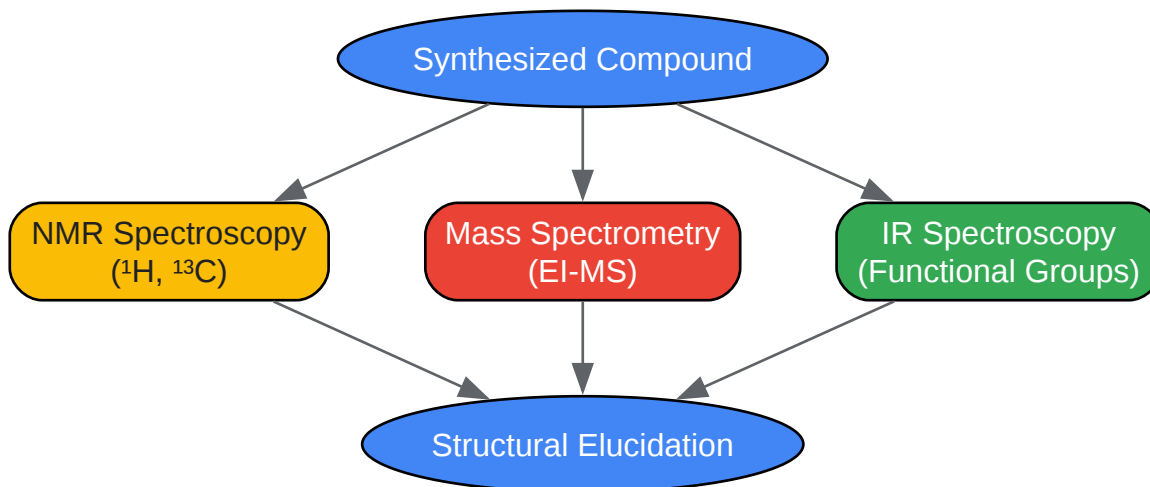 Synthesized Compound
NMR Spectroscopy
(¹H, ¹³C)
Mass Spectrometry
(EI-MS)
IR Spectroscopy
(Functional Groups)
Structural Elucidation